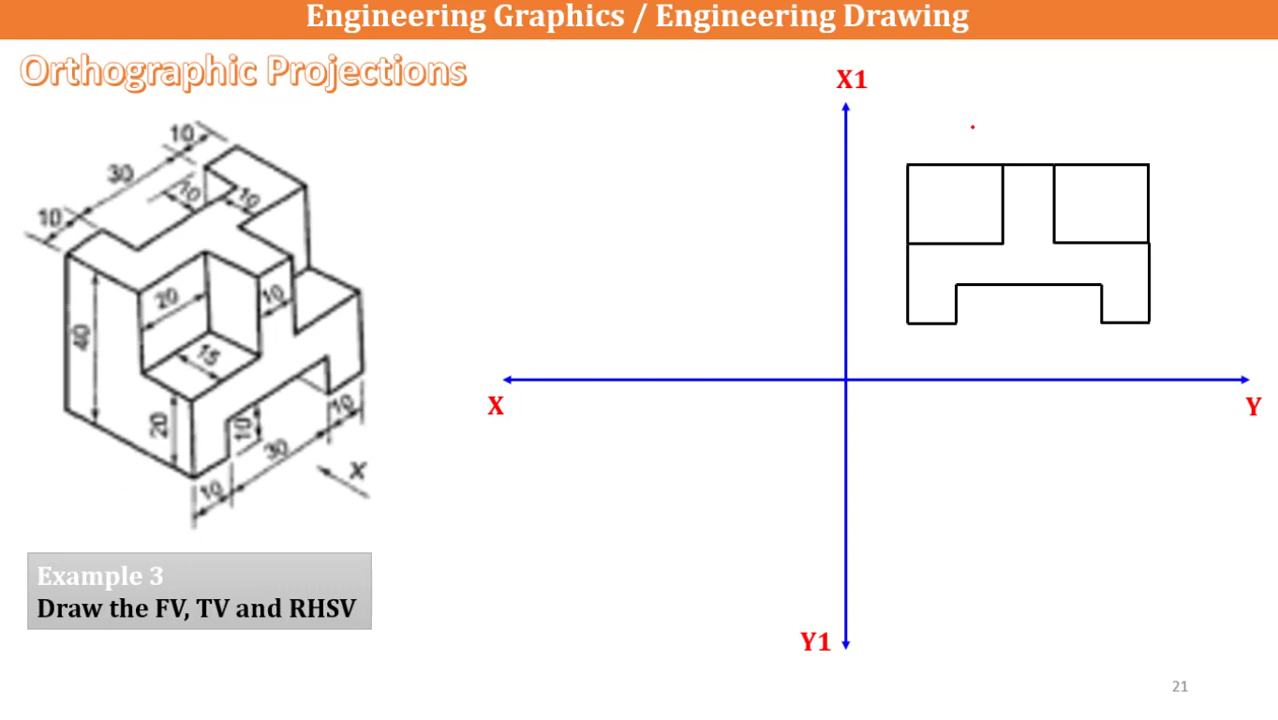 Engineering Graphics / Engineering Drawing
Orthographic Projections
X1
10
30
10
10
10
20
10
40
15
20
10
10
30
X
10
X
Y
Example 3
Draw the FV, TV and RHSV
Y1
21